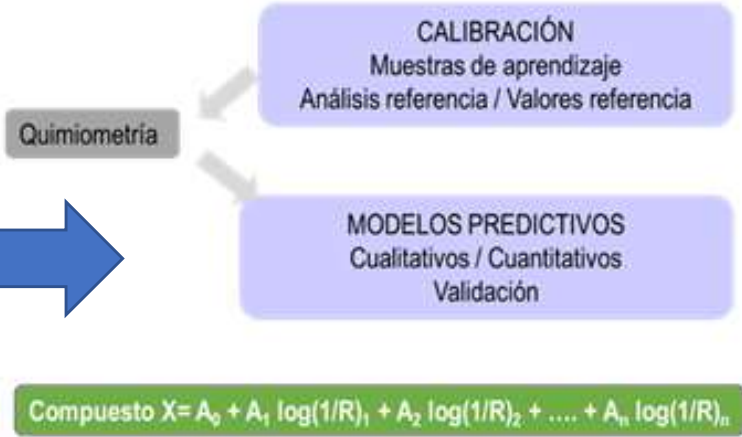 CALIBRACIÓN
Muestras de aprendizaje
Análisis referencia / Valores referencia
Quimiometría
MODELOS PREDICTIVOS
Cualitativos / Cuantitativos
Validación
Compuesto X= A₀ + A₁ log(1/R)₁ + A₂ log(1/R)₂ + .... + Aₙ log(1/R)ₙ